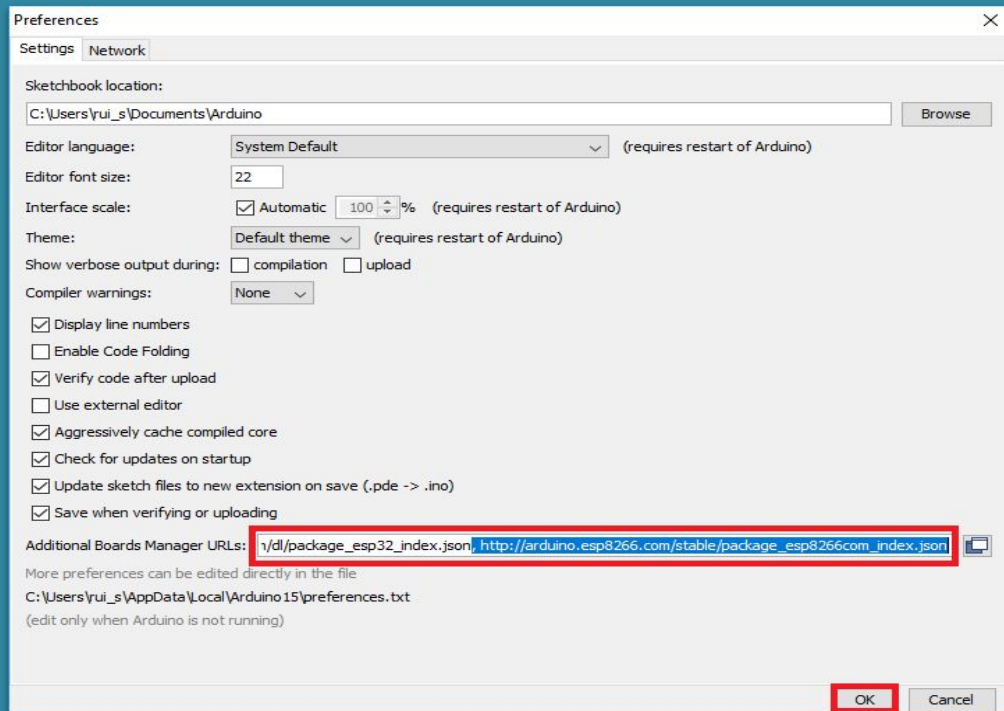 Preferences
Settings Network
Sketchbook location:
C:\Users\rui_s\Documents\Arduino Browse
Editor language: System Default (requires restart of Arduino)
Editor font size: 22
Interface scale: Automatic 100 % (requires restart of Arduino)
Theme: Default theme (requires restart of Arduino)
Show verbose output during: compilation upload
Compiler warnings: None
Display line numbers
Enable Code Folding
Verify code after upload
Use external editor
Aggressively cache compiled core
Check for updates on startup
Update sketch files to new extension on save (.pde -> .ino)
Save when verifying or uploading
Additional Boards Manager URLs: /dl/package_esp32_index.json, http://arduino.esp8266.com/stable/package_esp8266com_index.json
More preferences can be edited directly in the file
C:\Users\rui_s\AppData\Local\Arduino15\preferences.txt
(edit only when Arduino is not running)
OK Cancel